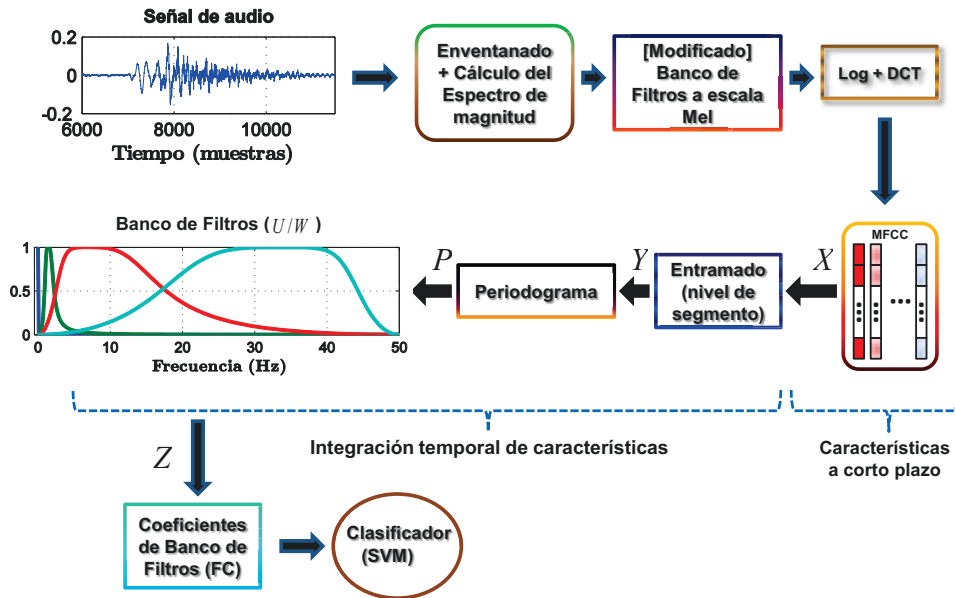 Señal de audio
0.2
0
-0.2
6000 8000 10000
Tiempo (muestras)
Enventanado
+ Cálculo del
Espectro de
magnitud
[Modificado]
Banco de
Filtros a escala
Mel
Log + DCT
MFCC
X
Entramado
(nivel de
segmento)
Y
Periodograma
P
Banco de Filtros (U/W )
1
0.5
0
0 10 20 30 40 50
Frecuencia (Hz)
Integración temporal de características
Características
a corto plazo
Z
Coeficientes
de Banco de
Filtros (FC)
Clasificador
(SVM)